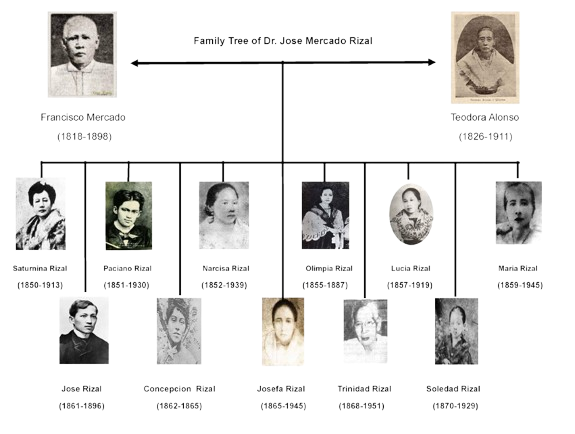 Family Tree of Dr. Jose Mercado Rizal
Francisco Mercado
(1818-1898)
Teodora Alonso
(1826-1911)
Saturnina Rizal
(1850-1913)
Paciano Rizal
(1851-1930)
Narcisa Rizal
(1852-1939)
Olimpia Rizal
(1855-1887)
Lucia Rizal
(1857-1919)
Maria Rizal
(1859-1945)
Jose Rizal
(1861-1896)
Concepcion Rizal
(1862-1865)
Josefa Rizal
(1865-1945)
Trinidad Rizal
(1868-1951)
Soledad Rizal
(1870-1929)